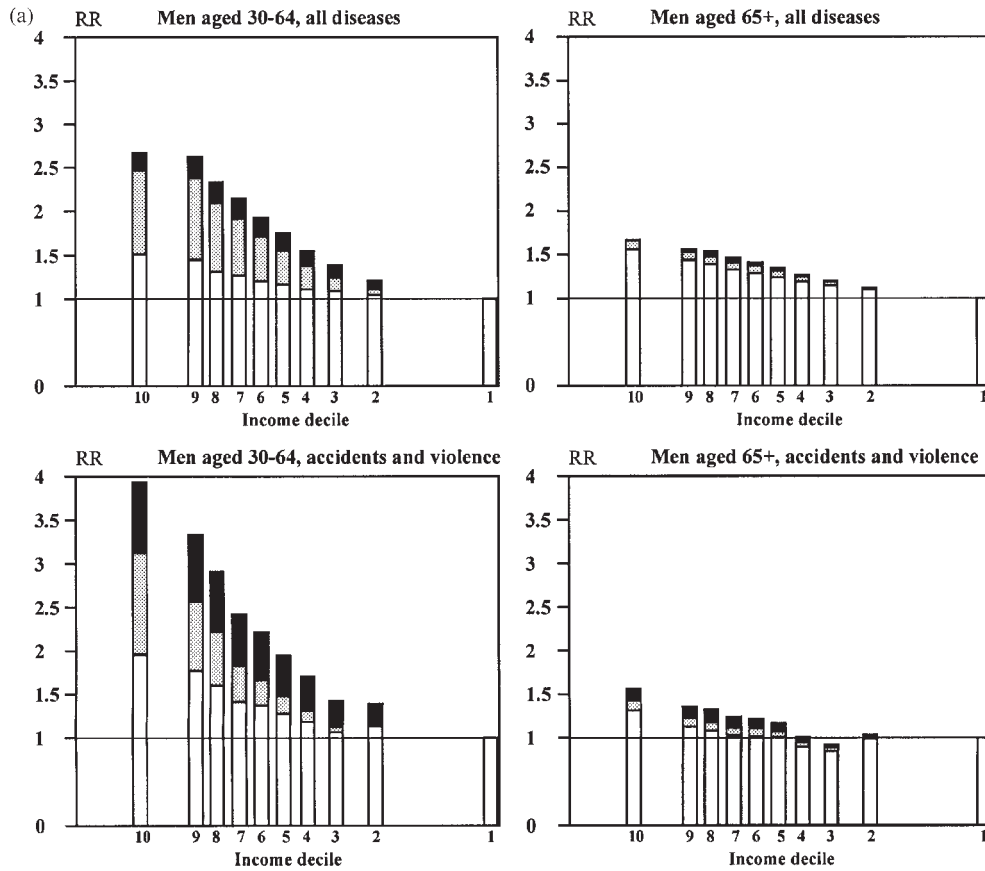 (a)
RR Men aged 30-64, all diseases
4
3.5
3
2.5
2
1.5
1
0
10 9 8 7 6 5 4 3 2 1
Income decile
RR Men aged 65+, all diseases
4
3.5
3
2.5
2
1.5
1
0
10 9 8 7 6 5 4 3 2 1
Income decile
RR Men aged 30-64, accidents and violence
4
3.5
3
2.5
2
1.5
1
0
10 9 8 7 6 5 4 3 2 1
Income decile
RR Men aged 65+, accidents and violence
4
3.5
3
2.5
2
1.5
1
0
10 9 8 7 6 5 4 3 2 1
Income decile